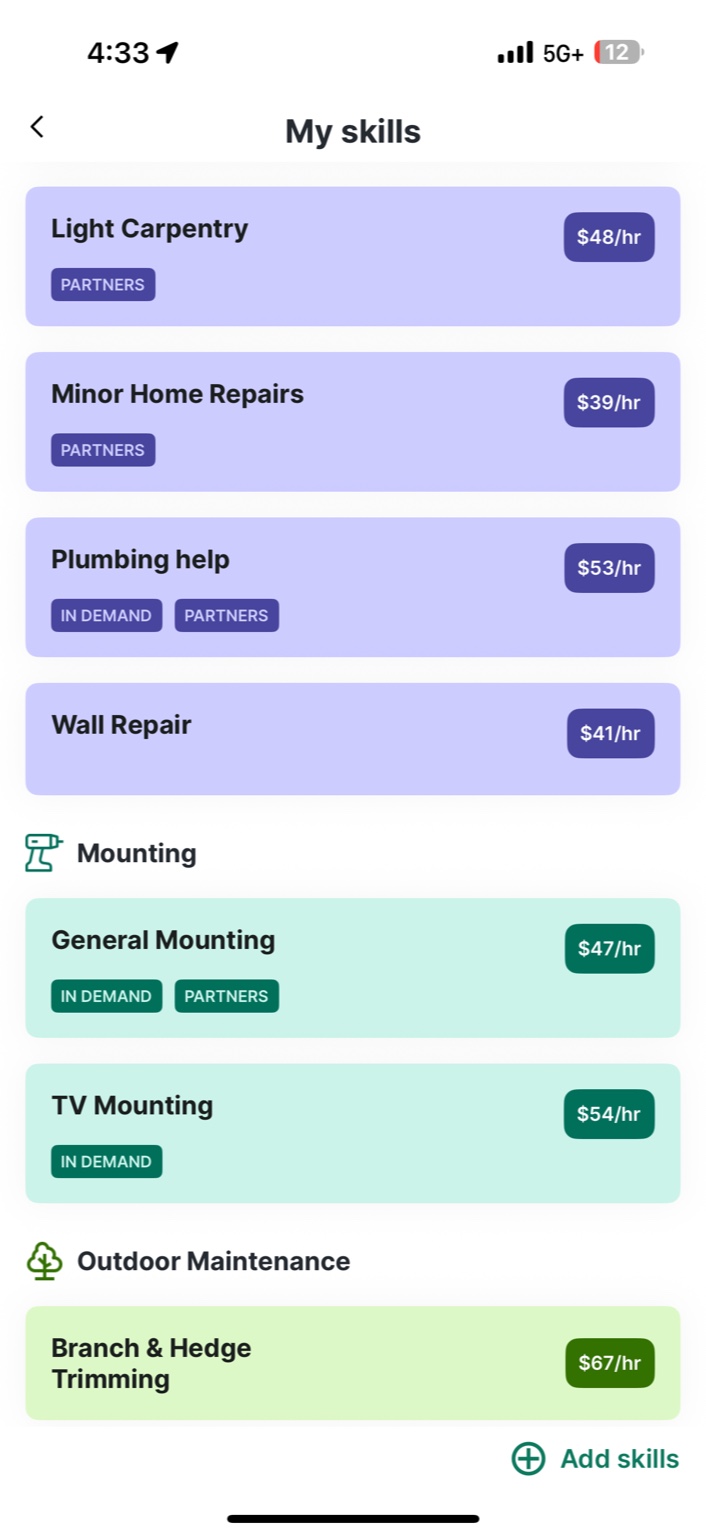 4:33
5G+
12
My skills
Light Carpentry
$48/hr
PARTNERS
Minor Home Repairs
$39/hr
PARTNERS
Plumbing help
$53/hr
IN DEMAND PARTNERS
Wall Repair
$41/hr
Mounting
General Mounting
$47/hr
IN DEMAND PARTNERS
TV Mounting
$54/hr
IN DEMAND
Outdoor Maintenance
Branch & Hedge
Trimming
$67/hr
Add skills